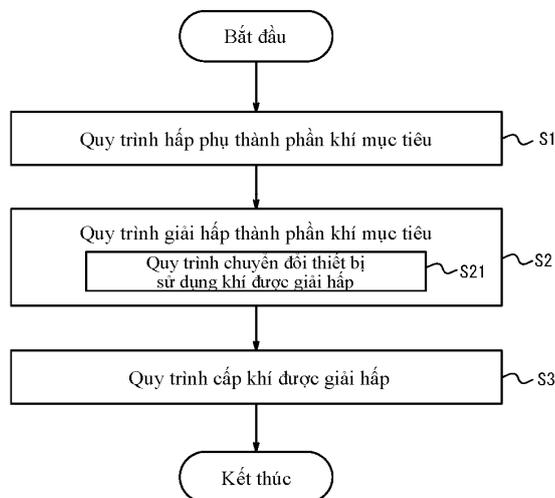 Bắt đầu
Quy trình hấp phụ thành phần khí mục tiêu
S1
Quy trình giải hấp thành phần khí mục tiêu
Quy trình chuyển đổi thiết bị
sử dụng khí được giải hấp
S21
S2
Quy trình cấp khí được giải hấp
S3
Kết thúc